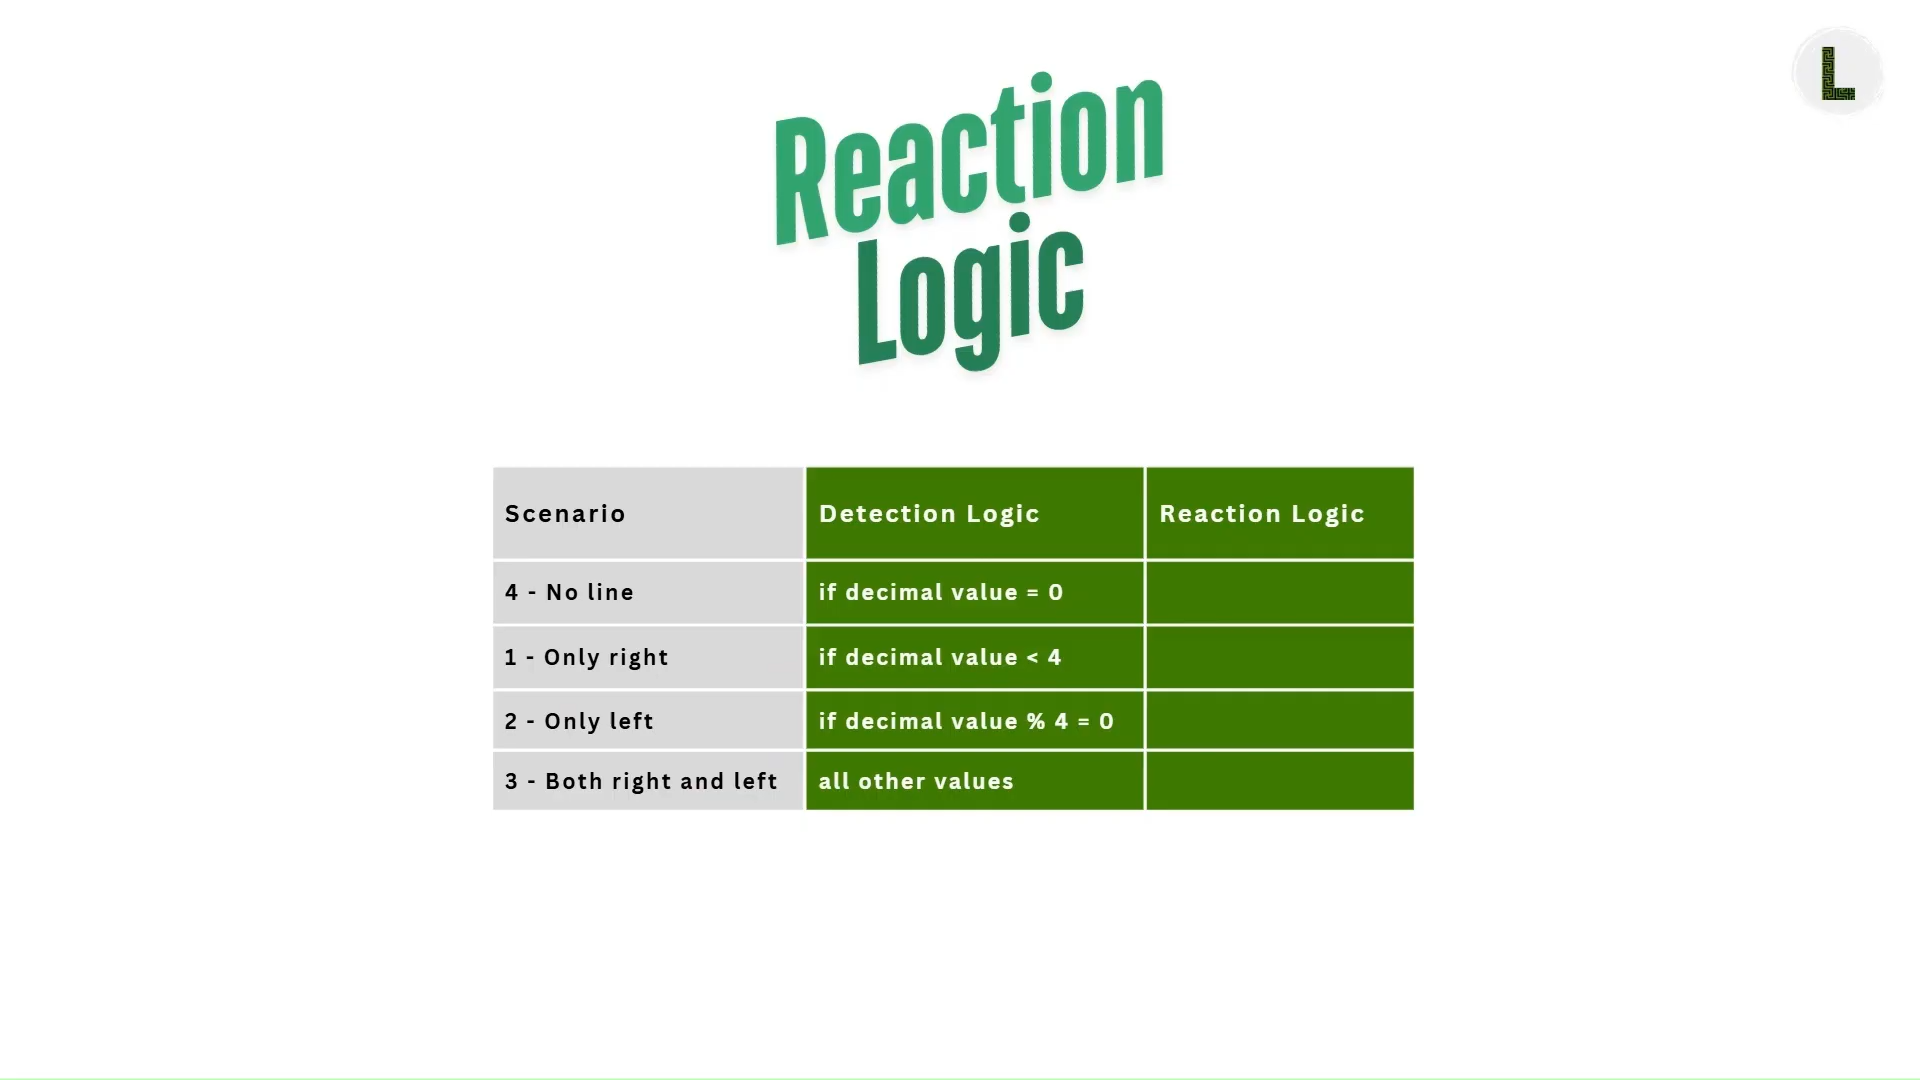 L
Reaction
Logic
Scenario Detection Logic Reaction Logic
4 - No line if decimal value = 0
1 - Only right if decimal value < 4
2 - Only left if decimal value % 4 = 0
3 - Both right and left all other values